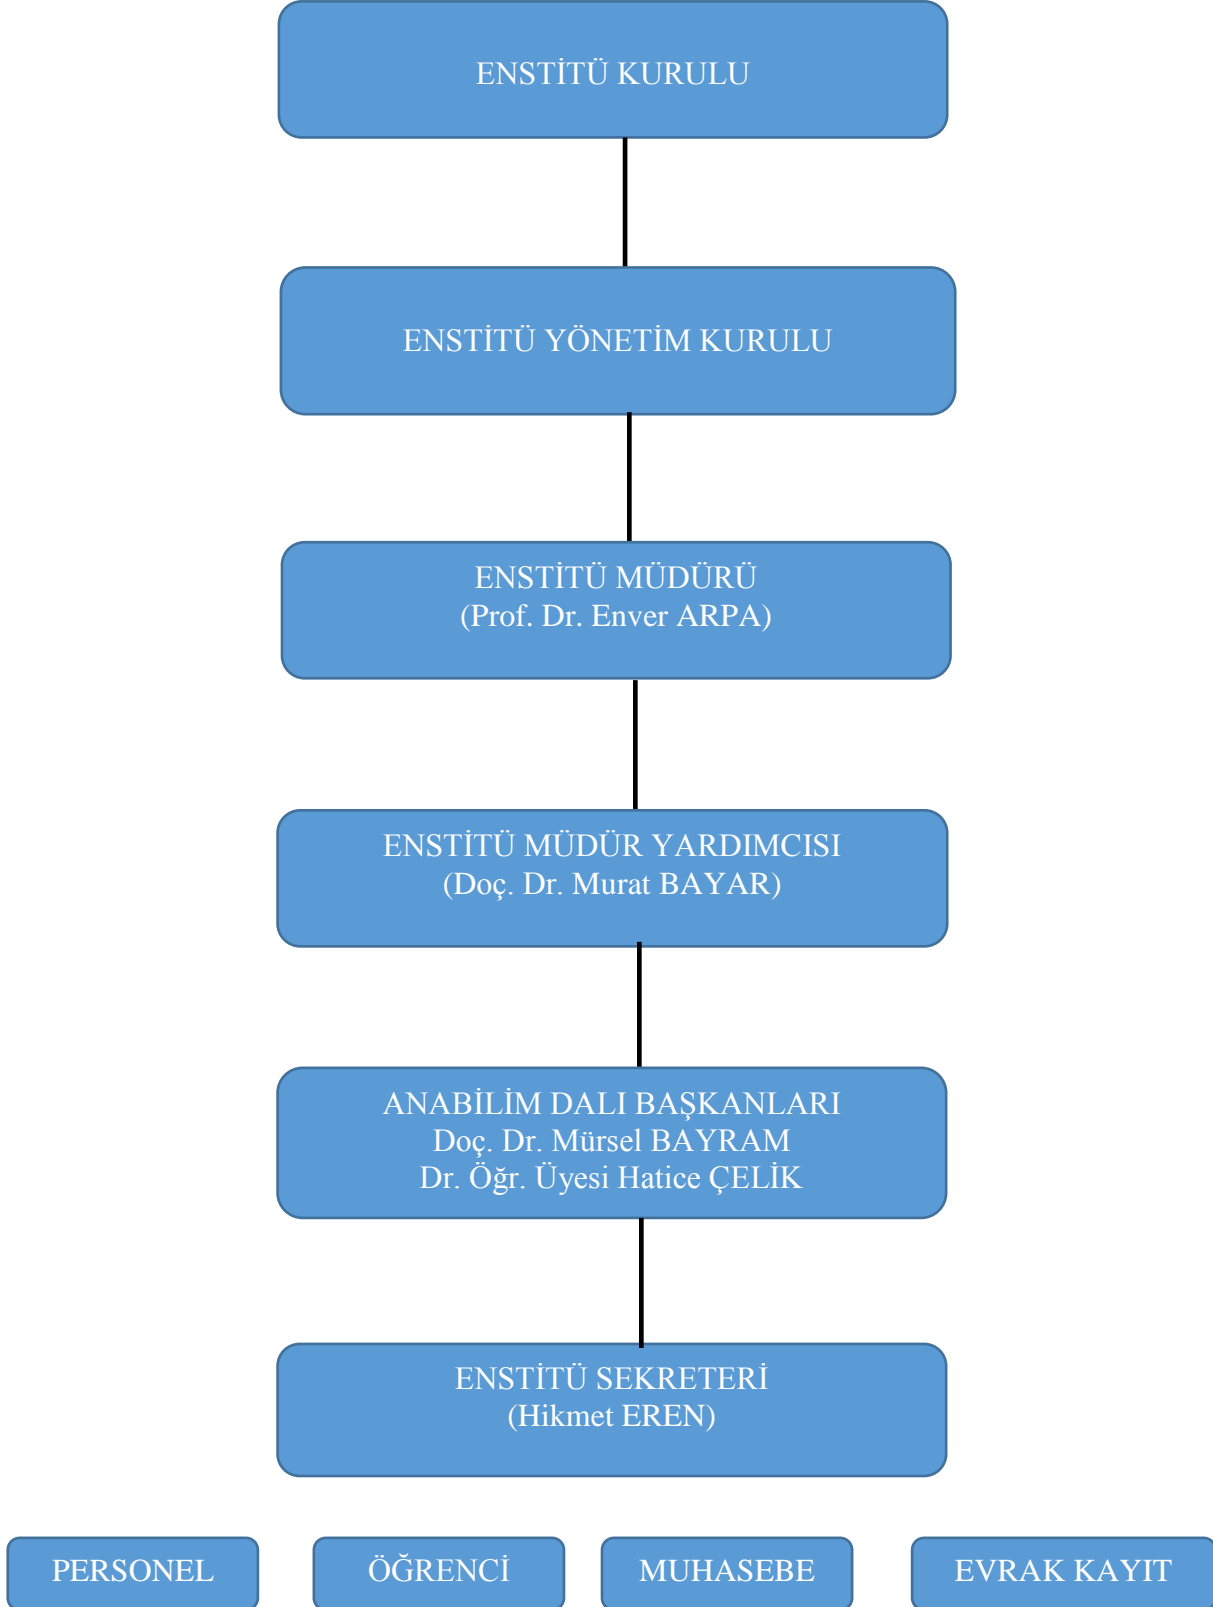 ENSTİTÜ KURULU
ENSTİTÜ YÖNETİM KURULU
ENSTİTÜ MÜDÜRÜ
(Prof. Dr. Enver ARPA)
ENSTİTÜ MÜDÜR YARDIMCISI
(Doç. Dr. Murat BAYAR)
ANABİLİM DALI BAŞKANLARI
Doç. Dr. Mürsel BAYRAM
Dr. Öğr. Üyesi Hatice ÇELİK
ENSTİTÜ SEKRETERİ
(Hikmet EREN)
PERSONEL
ÖĞRENCİ
MUHASEBE
EVRAK KAYIT